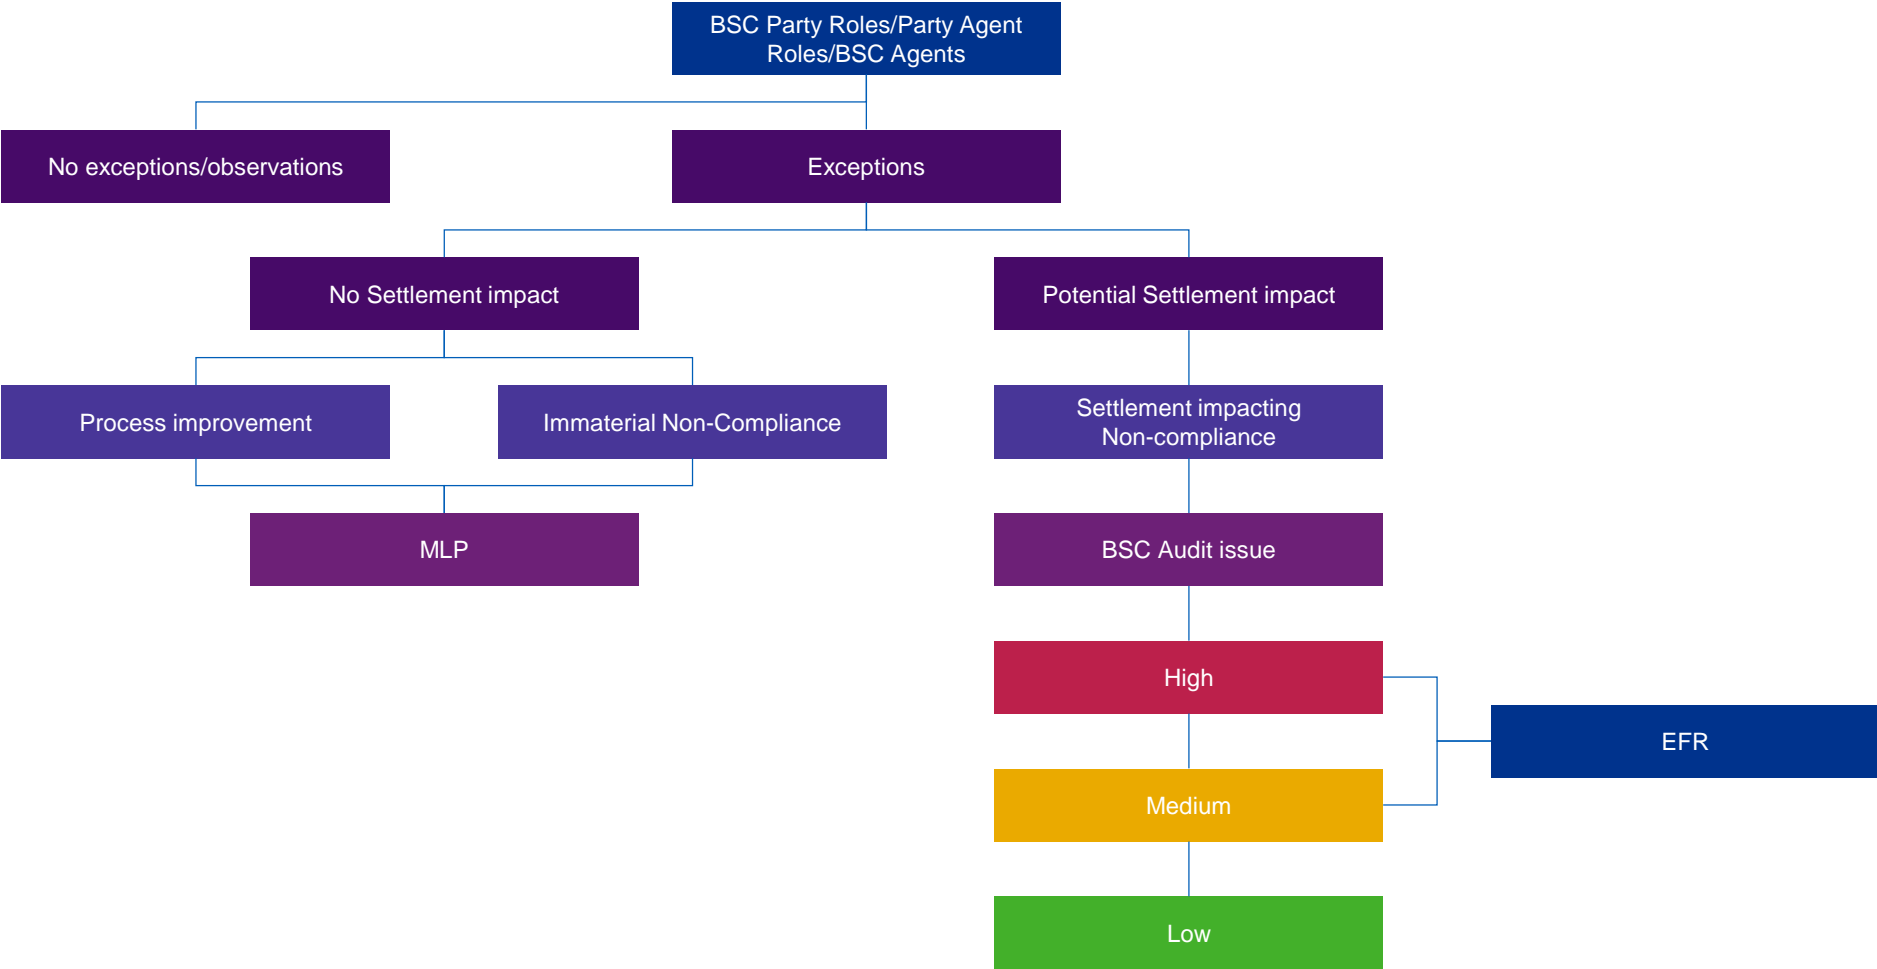 BSC Party Roles/Party Agent
Roles/BSC Agents
No exceptions/observations
Exceptions
No Settlement impact
Potential Settlement impact
Process improvement
Immaterial Non-Compliance
Settlement impacting
Non-compliance
MLP
BSC Audit issue
High
EFR
Medium
Low